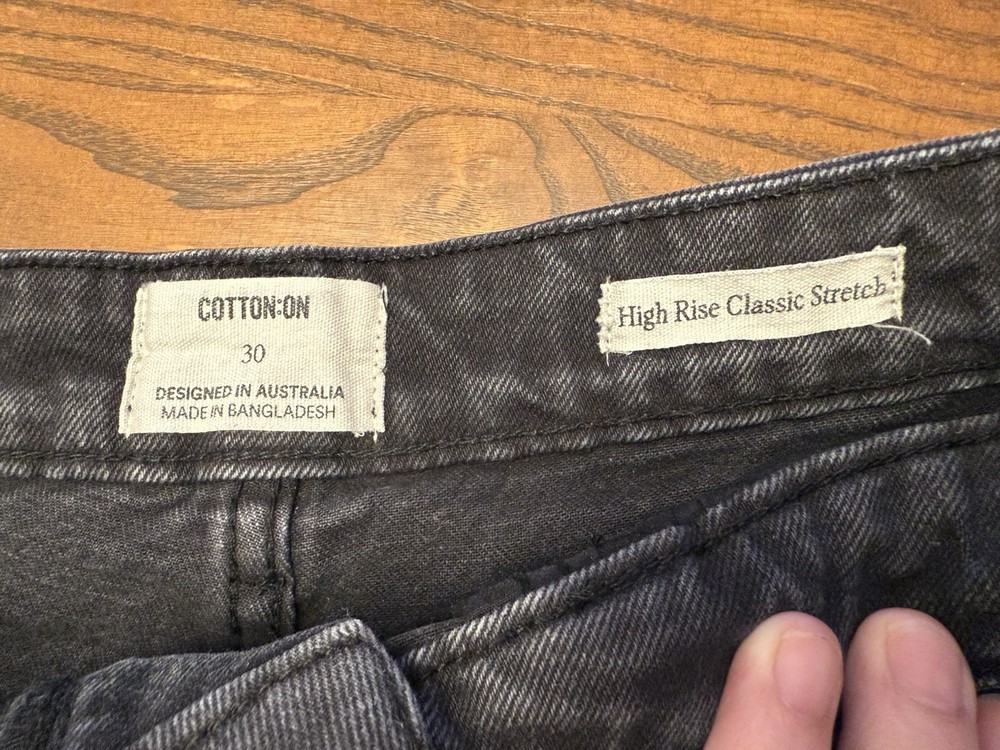 COTTON:ON
30
DESIGNED IN AUSTRALIA
MADE IN BANGLADESH
High Rise Classic Stretch